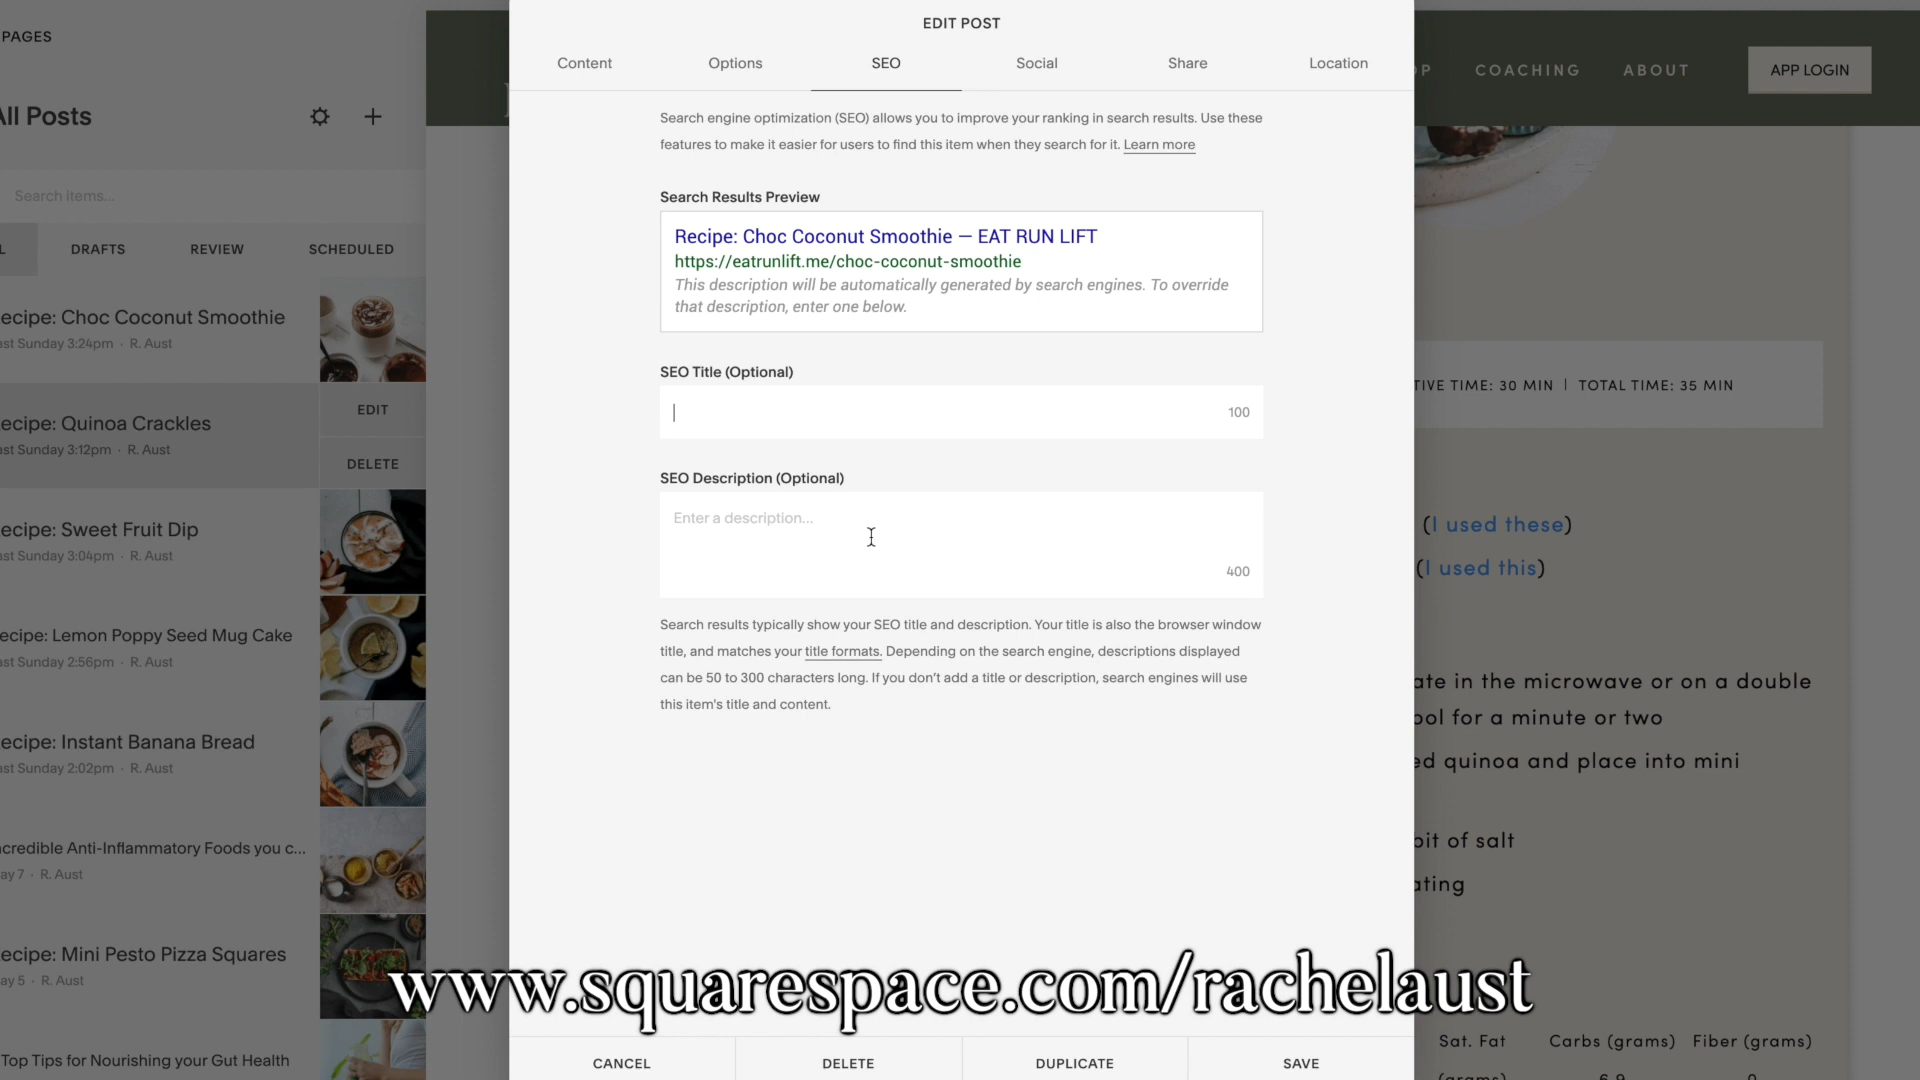 PAGES
All Posts
Search items...
L DRAFTS REVIEW SCHEDULED
ecipe: Choc Coconut Smoothie
ast Sunday 3:24pm · R. Aust
ecipe: Quinoa Crackles
ast Sunday 3:12pm · R. Aust
EDIT
DELETE
ecipe: Sweet Fruit Dip
ast Sunday 3:04pm · R. Aust
ecipe: Lemon Poppy Seed Mug Cake
ast Sunday 2:56pm · R. Aust
ecipe: Instant Banana Bread
ast Sunday 2:02pm · R. Aust
ncredible Anti-Inflammatory Foods you c...
ay 7 · R. Aust
ecipe: Mini Pesto Pizza Squares
ay 5 · R. Aust
Top Tips for Nourishing your Gut Health
EDIT POST
Content Options SEO Social Share Location
Search engine optimization (SEO) allows you to improve your ranking in search results. Use these
features to make it easier for users to find this item when they search for it. Learn more
Search Results Preview
Recipe: Choc Coconut Smoothie — EAT RUN LIFT
https://eatrunlift.me/choc-coconut-smoothie
This description will be automatically generated by search engines. To override
that description, enter one below.
SEO Title (Optional)
100
SEO Description (Optional)
Enter a description...
400
Search results typically show your SEO title and description. Your title is also the browser window
title, and matches your title formats. Depending on the search engine, descriptions displayed
can be 50 to 300 characters long. If you don't add a title or description, search engines will use
this item's title and content.
CANCEL DELETE DUPLICATE SAVE
OP COACHING ABOUT APP LOGIN
TIVE TIME: 30 MIN | TOTAL TIME: 35 MIN
(I used these)
(I used this)
ate in the microwave or on a double
ool for a minute or two
ed quinoa and place into mini
bit of salt
ating
Sat. Fat Carbs (grams) Fiber (grams)
(grams) 6.9 0
www.squarespace.com/rachelaust